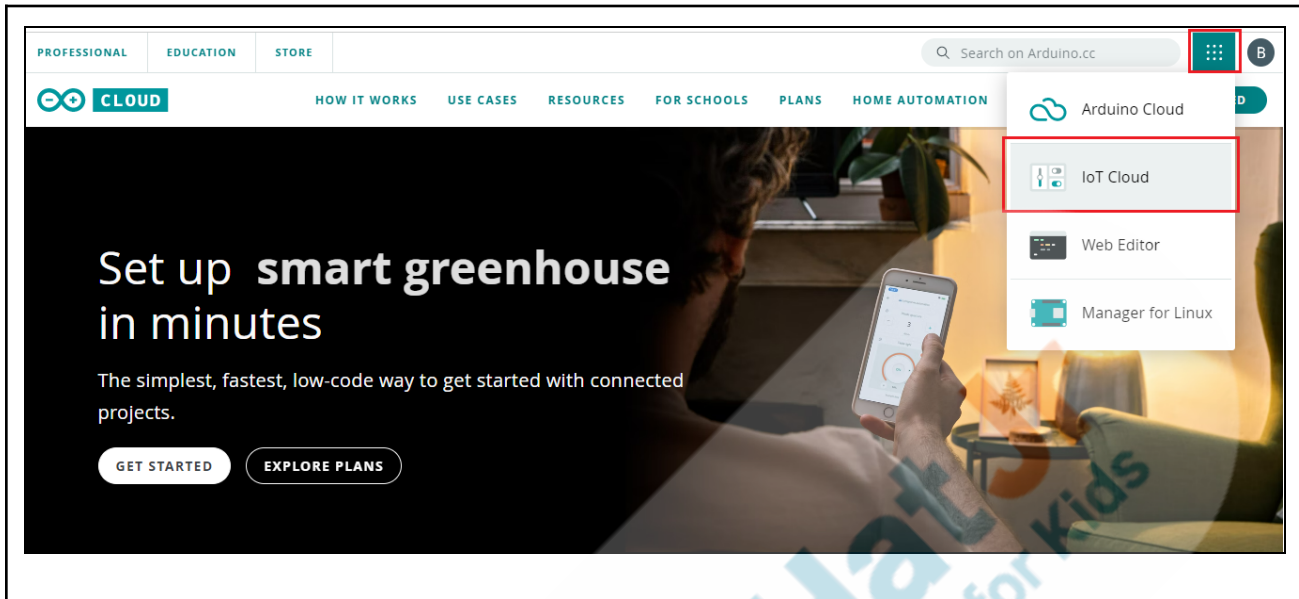 PROFESSIONAL EDUCATION STORE Search on Arduino.cc B
CLOUD HOW IT WORKS USE CASES RESOURCES FOR SCHOOLS PLANS HOME AUTOMATION D
Arduino Cloud
IoT Cloud
Web Editor
Manager for Linux
Set up smart greenhouse
in minutes
The simplest, fastest, low-code way to get started with connected
projects.
GET STARTED EXPLORE PLANS
for Kids